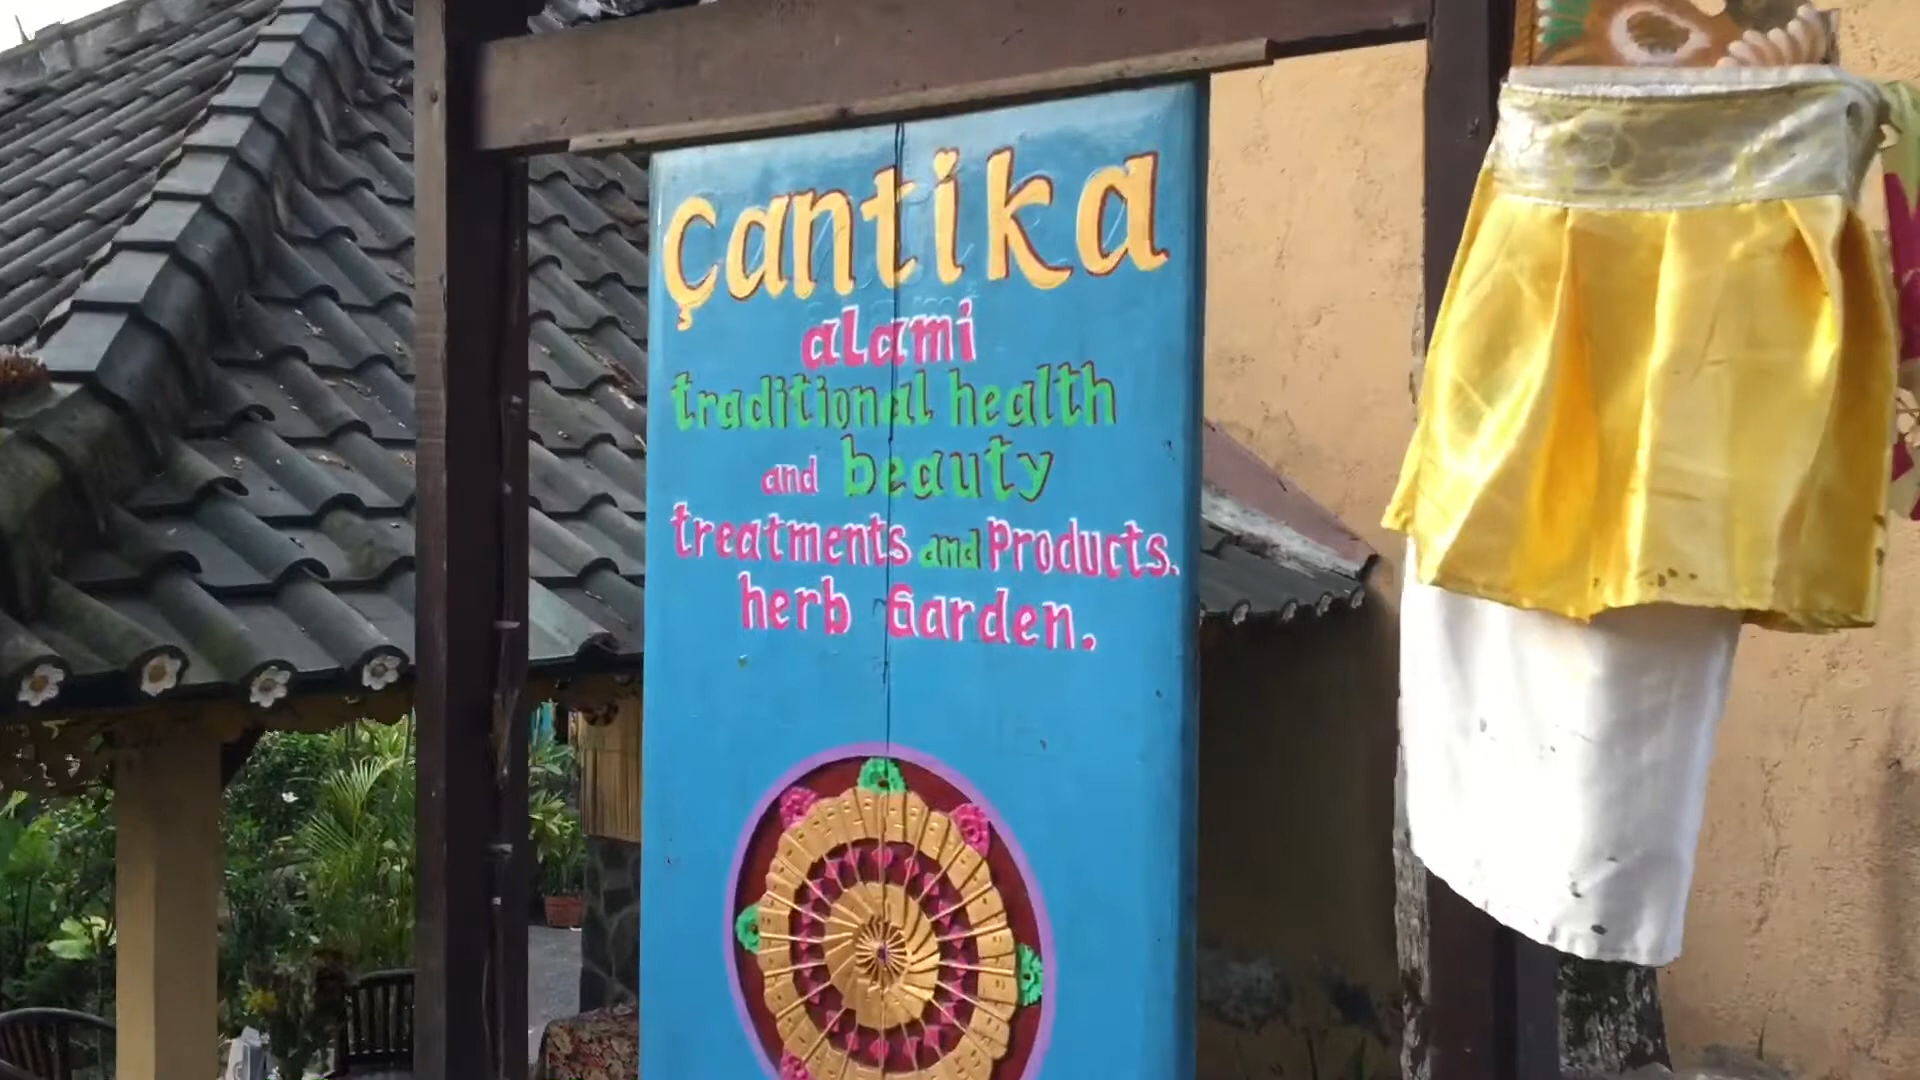 çantika
aLami
traditional health
and beauty
treatments and Products.
herb Garden.